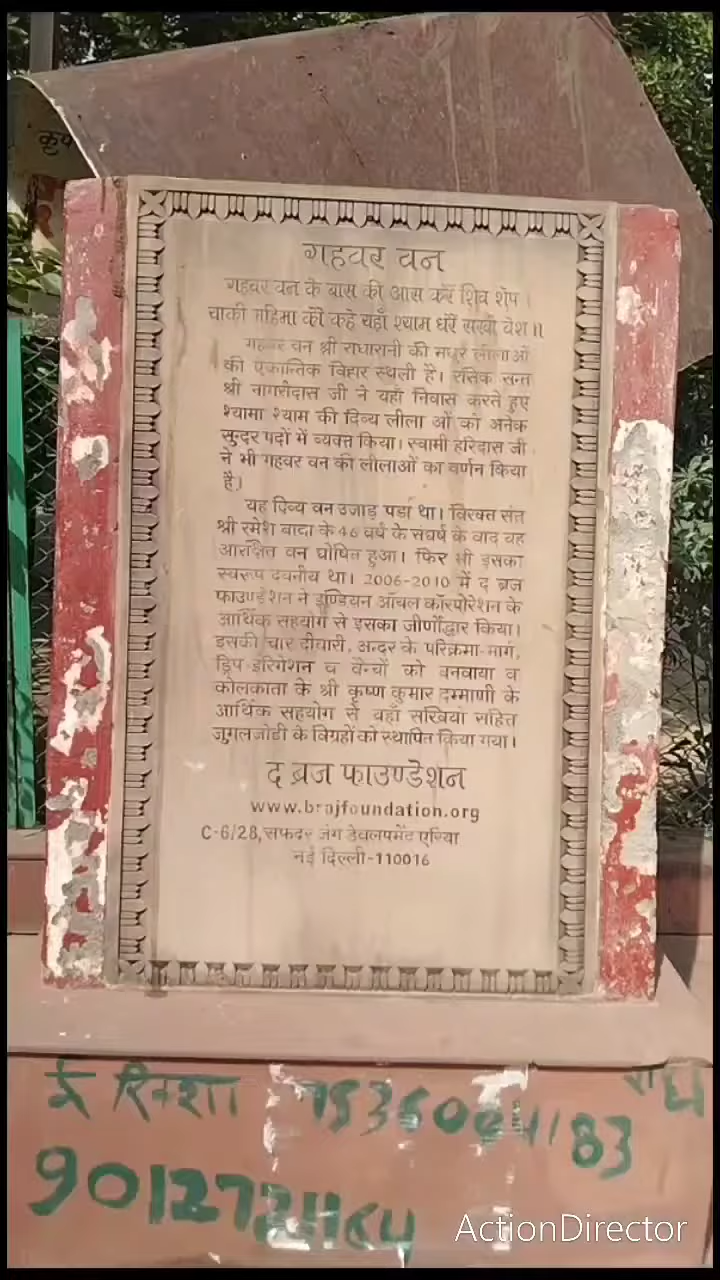 कृष
गहवर वन
गहवर वन के वास की आस करें शिव शेष।
वाकी महिमा को कहे यहाँ श्याम धरें सखी वेश॥
गहवर वन श्री राधारानी की मधुर लीलाओं
की एकान्तिक विहार स्थली है। रसिक सन्त
श्री नागरीदास जी ने यहाँ निवास करते हुए
श्यामा श्याम की दिव्य लीला ओं को अनेक
सुन्दर पदों में व्यक्त किया। स्वामी हरिदास जी
ने भी गहवर वन की लीलाओं का वर्णन किया
है।
यह दिव्य वन उजाड़ पड़ा था। विरक्त संत
श्री रमेश बाबा के 46 वर्ष के संघर्ष के बाद यह
आरक्षित वन घोषित हुआ। फिर भी इसका
स्वरूप दयनीय था। 2006-2010 में द ब्रज
फाउण्डेशन ने इण्डियन ऑयल कॉरपोरेशन के
आर्थिक सहयोग से इसका जीर्णोद्धार किया।
इसकी चार दीवारी, अन्दर के परिक्रमा-मार्ग,
ड्रिप-इरिगेशन व बैन्चों को बनवाया व
कोलकाता के श्री कृष्ण कुमार दम्माणी के
आर्थिक सहयोग से वहाँ सखियों सहित
जुगलजोडी के विग्रहों को स्थापित किया गया।
द ब्रज फाउण्डेशन
www.brajfoundation.org
C-6/28, सफदर जंग डेवलपमेंट एरिया
नई दिल्ली-110016
ई रिक्शा
ActionDirector